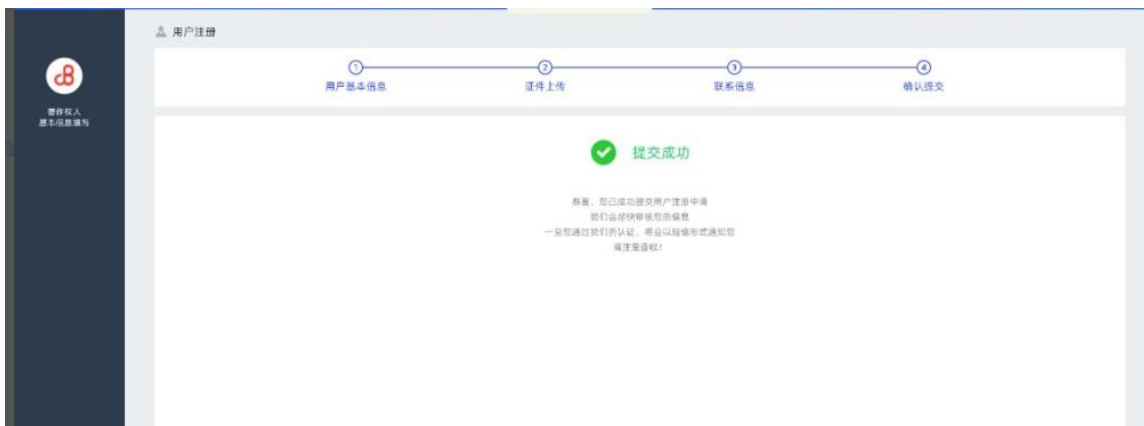 用户注册
著作权人
基本信息填写
1
用户基本信息
2
证件上传
3
联系信息
4
确认提交
提交成功
恭喜，您已成功提交用户注册申请
我们会尽快审核您的信息
一旦您通过我们的认证，将会以短信形式通知您
请注意查收！